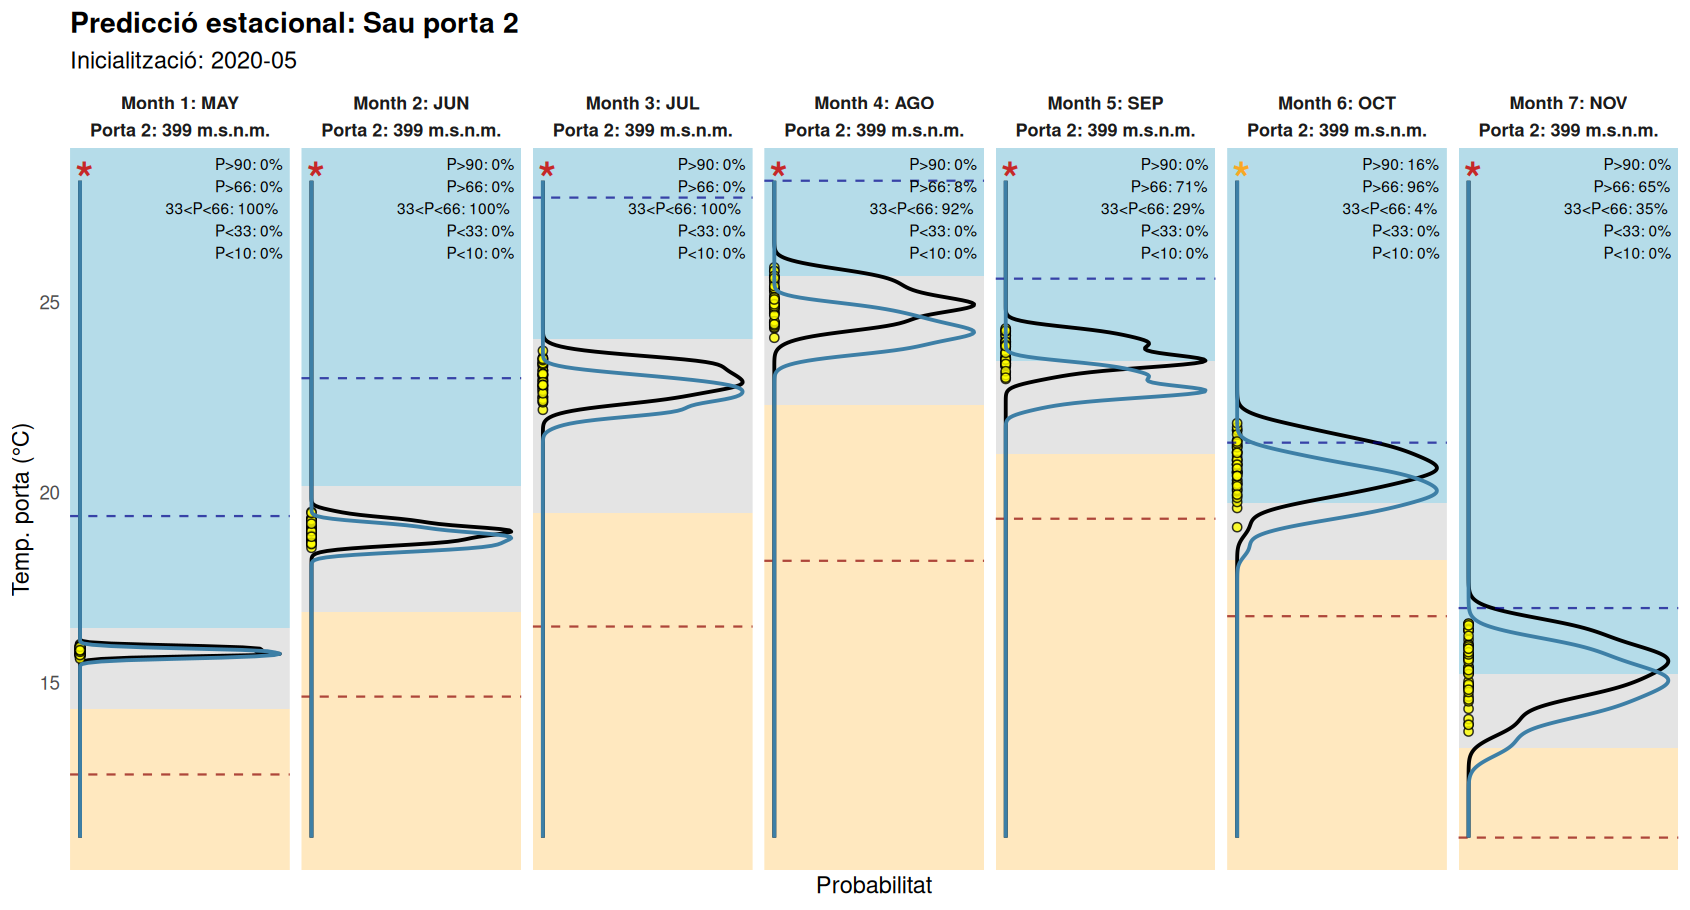 Predicció estacional: Sau porta 2
Inicialització: 2020-05
Month 1: MAY
Porta 2: 399 m.s.n.m.
*
P>90: 0%
P>66: 0%
33<P<66: 100%
P<33: 0%
P<10: 0%
Month 2: JUN
Porta 2: 399 m.s.n.m.
*
P>90: 0%
P>66: 0%
33<P<66: 100%
P<33: 0%
P<10: 0%
Month 3: JUL
Porta 2: 399 m.s.n.m.
*
P>90: 0%
P>66: 0%
33<P<66: 100%
P<33: 0%
P<10: 0%
Month 4: AGO
Porta 2: 399 m.s.n.m.
*
P>90: 0%
P>66: 8%
33<P<66: 92%
P<33: 0%
P<10: 0%
Month 5: SEP
Porta 2: 399 m.s.n.m.
*
P>90: 0%
P>66: 71%
33<P<66: 29%
P<33: 0%
P<10: 0%
Month 6: OCT
Porta 2: 399 m.s.n.m.
*
P>90: 16%
P>66: 96%
33<P<66: 4%
P<33: 0%
P<10: 0%
Month 7: NOV
Porta 2: 399 m.s.n.m.
*
P>90: 0%
P>66: 65%
33<P<66: 35%
P<33: 0%
P<10: 0%
Temp. porta (°C)
25
20
15
Probabilitat